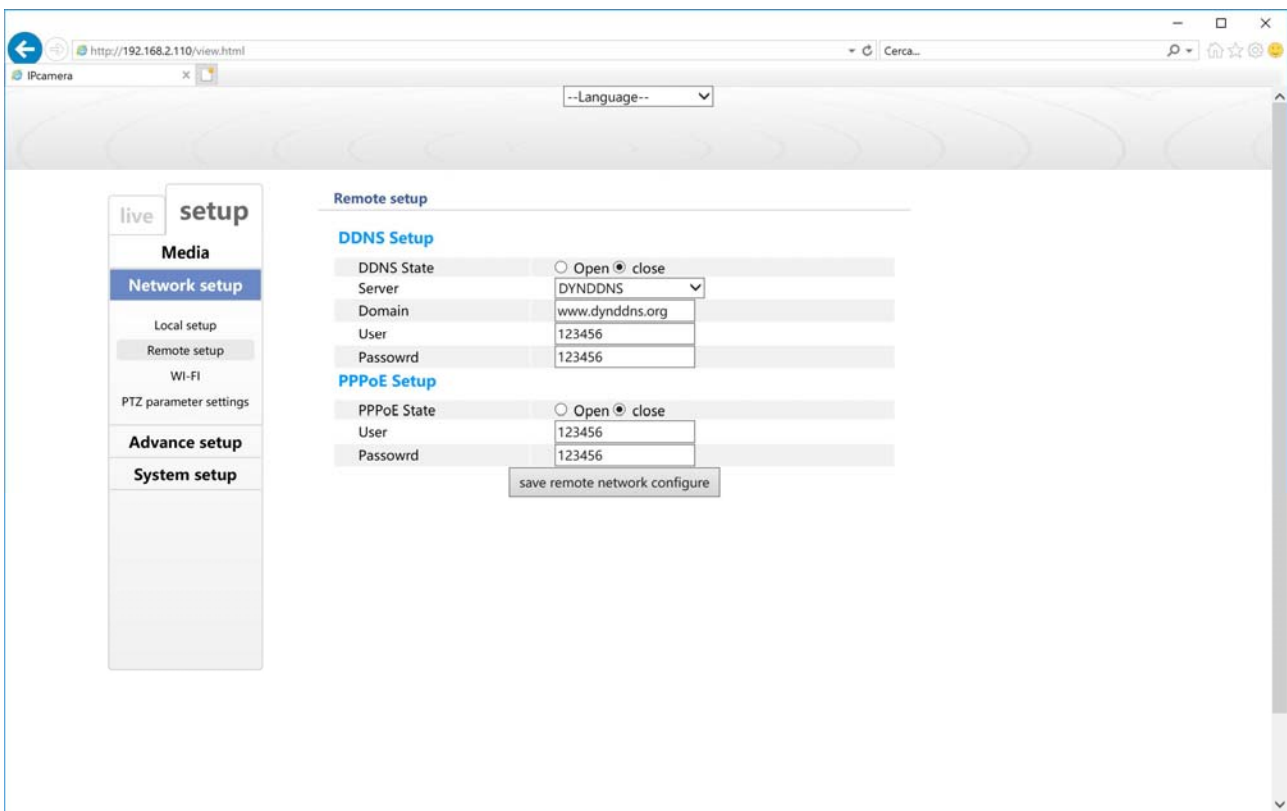 http://192.168.2.110/view.html
Cerca...
IPcamera
--Language--
live
setup
Media
Network setup
Local setup
Remote setup
WI-FI
PTZ parameter settings
Advance setup
System setup
Remote setup
DDNS Setup
DDNS State Open close
Server DYNDDNS
Domain www.dynddns.org
User 123456
Passowrd 123456
PPPoE Setup
PPPoE State Open close
User 123456
Passowrd 123456
save remote network configure